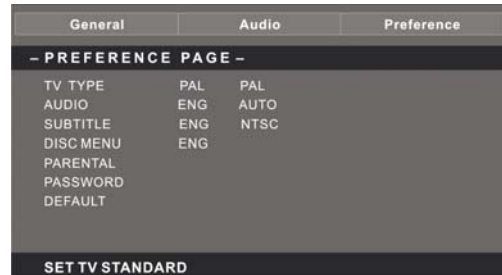 General Audio Preference
– PREFERENCE PAGE –
TV TYPE PAL PAL
AUDIO ENG AUTO
SUBTITLE ENG NTSC
DISC MENU ENG
PARENTAL
PASSWORD
DEFAULT
SET TV STANDARD